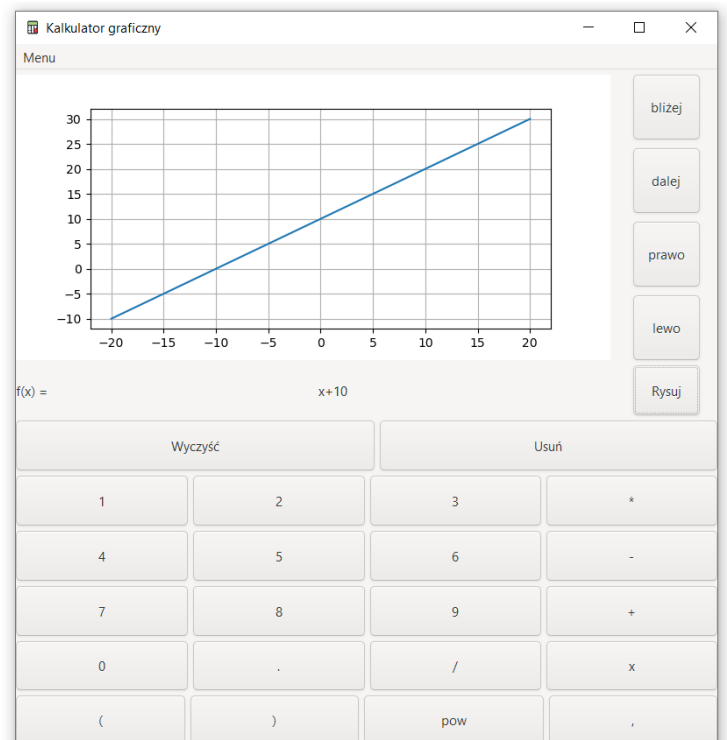 Kalkulator graficzny
Menu
30
25
20
15
10
5
0
−5
−10
−20 −15 −10 −5 0 5 10 15 20
bliżej
dalej
prawo
lewo
f(x) = x+10 Rysuj
Wyczyść Usuń
1 2 3 *
4 5 6 -
7 8 9 +
0 . / x
( ) pow ,